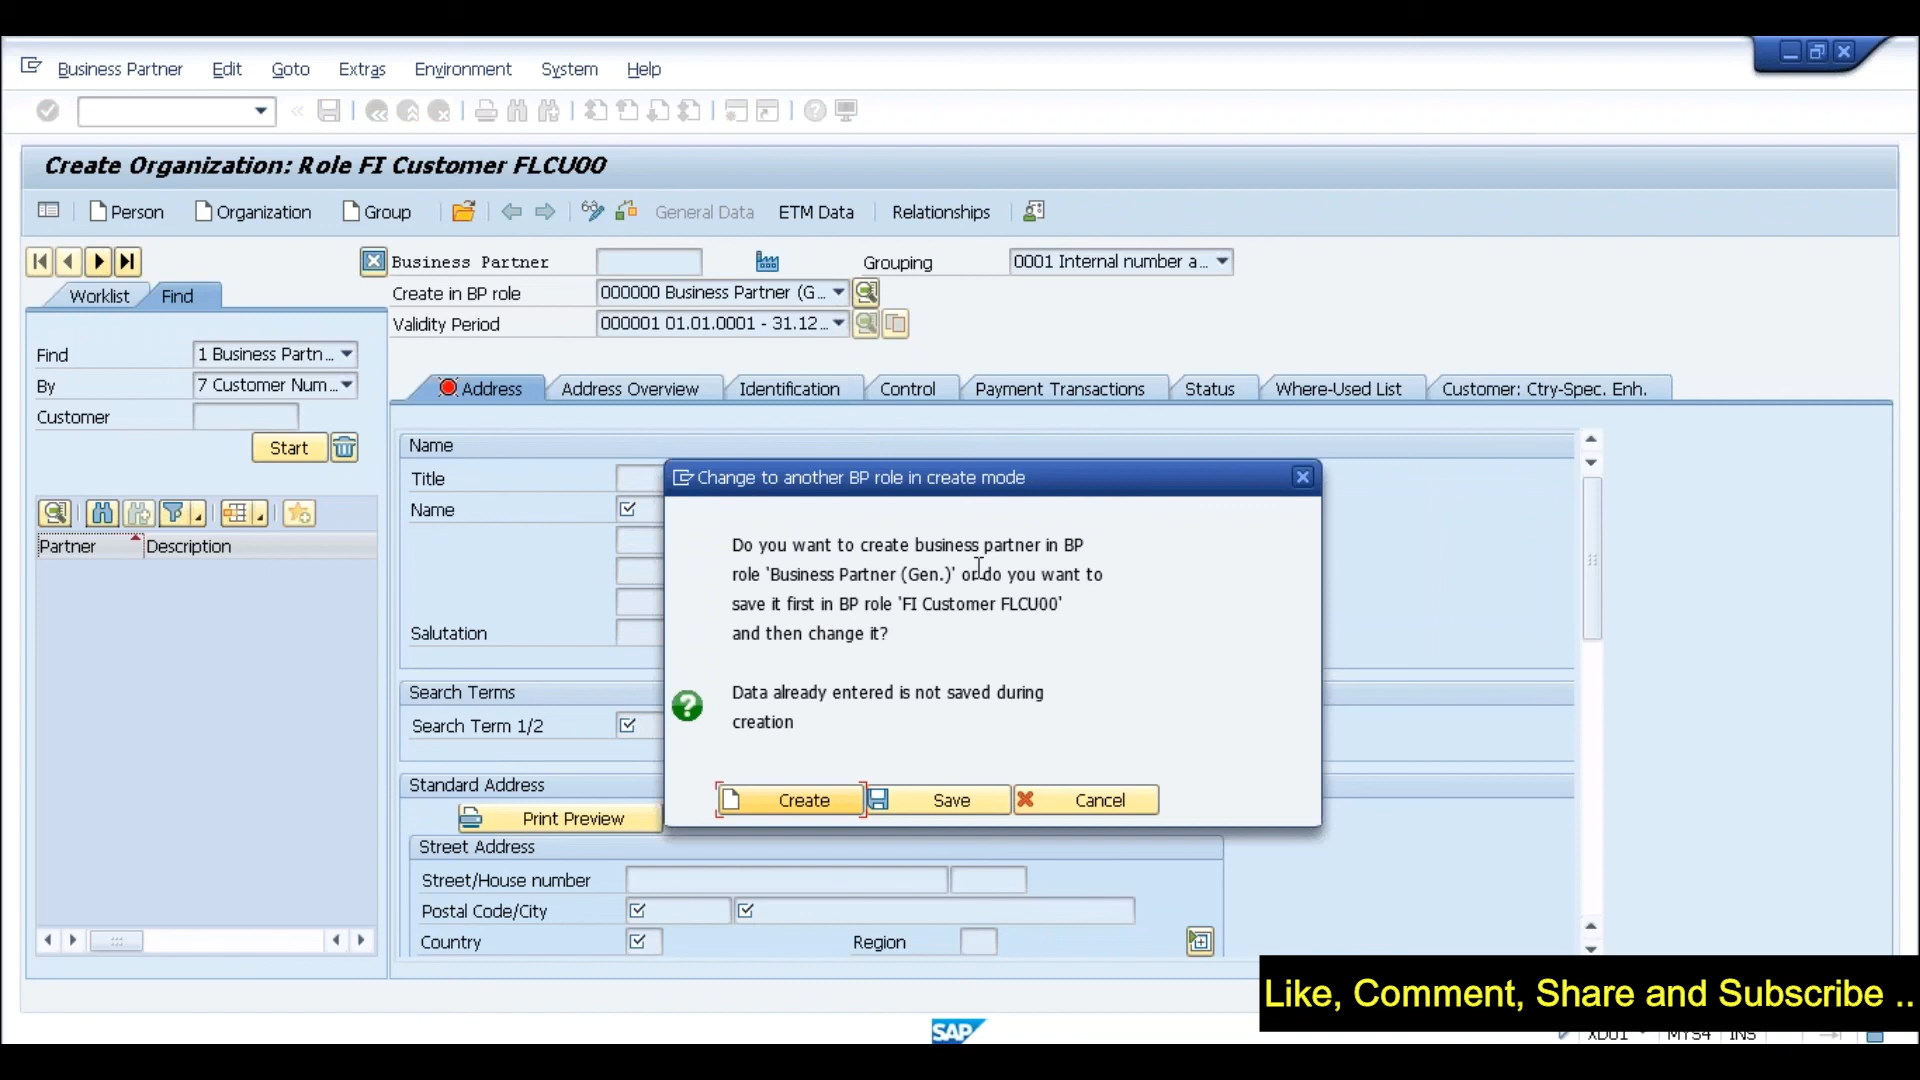 Business Partner Edit Goto Extras Environment System Help
Create Organization: Role FI Customer FLCU00
Person Organization Group General Data ETM Data Relationships
Business Partner Grouping 0001 Internal number a...
Worklist Find
Create in BP role 000000 Business Partner (G...
Validity Period 000001 01.01.0001 - 31.12...
Find 1 Business Partn...
By 7 Customer Num...
Customer
Start
Partner Description
Address Address Overview Identification Control Payment Transactions Status Where-Used List Customer: Ctry-Spec. Enh.
Name
Title
Name
Salutation
Search Terms
Search Term 1/2
Standard Address
Print Preview
Street Address
Street/House number
Postal Code/City
Country Region
Change to another BP role in create mode
Do you want to create business partner in BP
role 'Business Partner (Gen.)' or do you want to
save it first in BP role 'FI Customer FLCU00'
and then change it?
Data already entered is not saved during
creation
Create Save Cancel
Like, Comment, Share and Subscribe ..
SAP
XD01 MYS4 INS